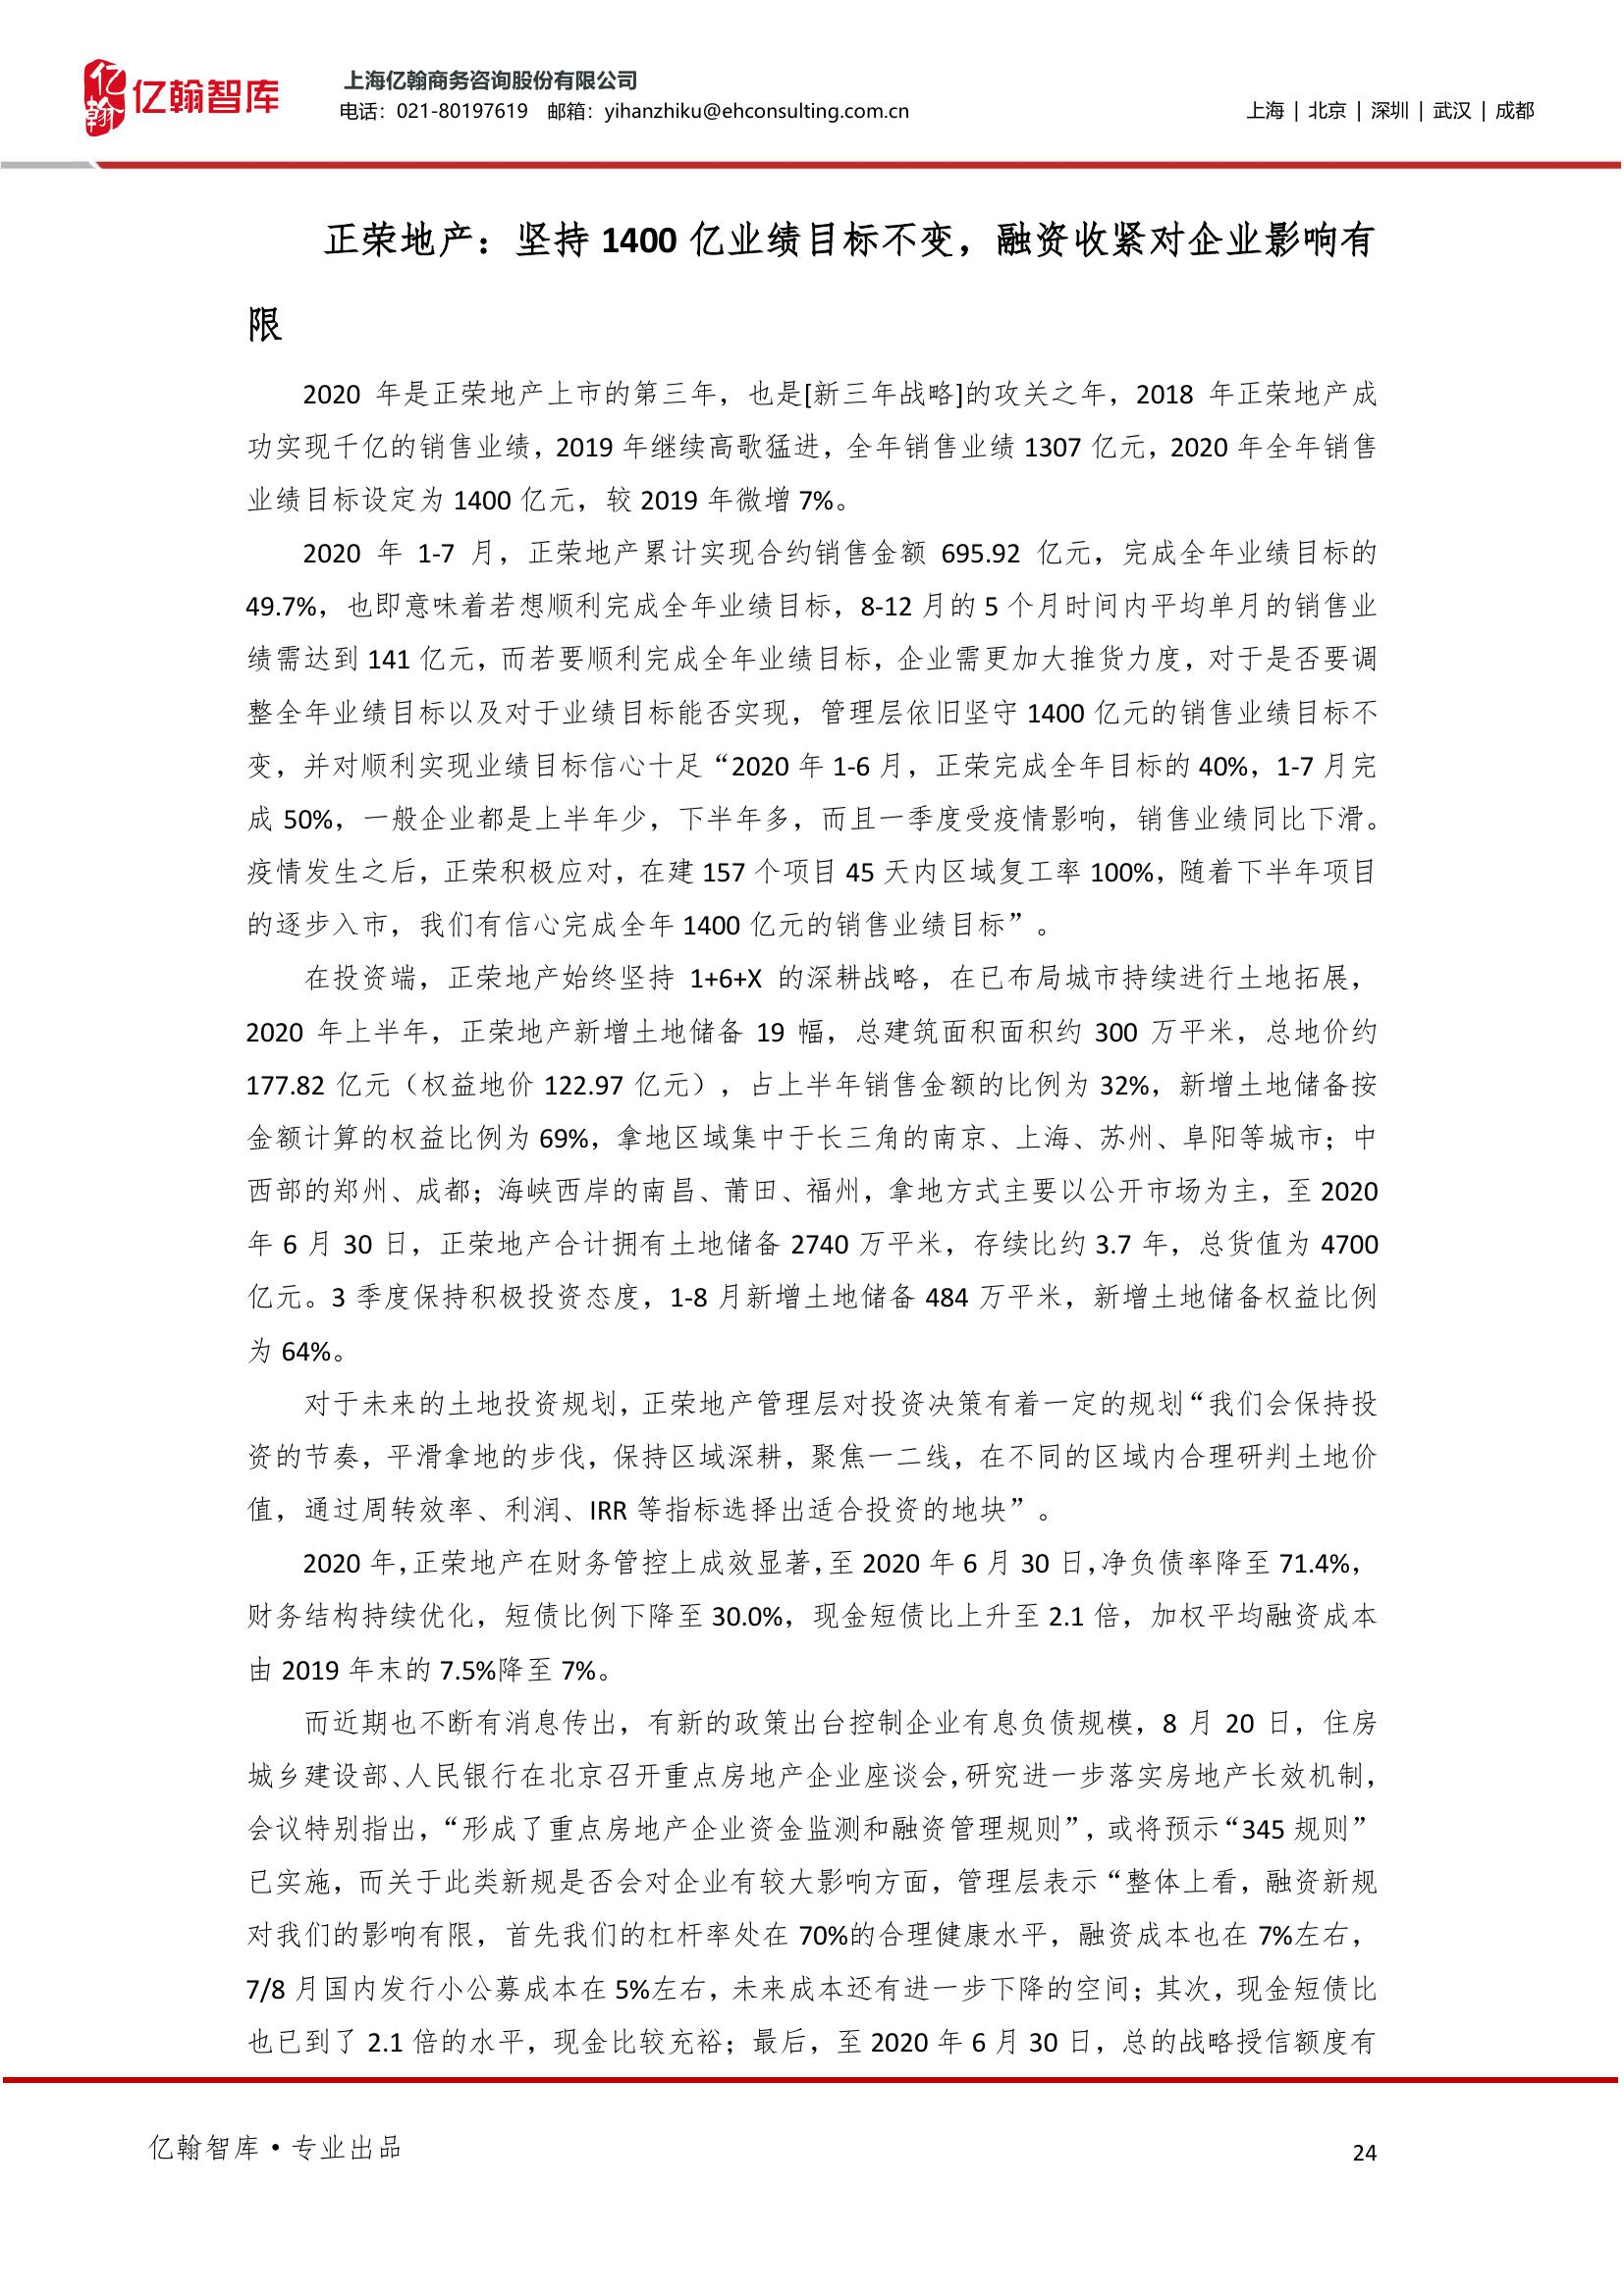 亿翰
亿翰智库
上海亿翰商务咨询股份有限公司
电话：021-80197619 邮箱：yihanzhiku@ehconsulting.com.cn
上海 | 北京 | 深圳 | 武汉 | 成都
正荣地产：坚持 1400 亿业绩目标不变，融资收紧对企业影响有
限
2020 年是正荣地产上市的第三年，也是[新三年战略]的攻关之年，2018 年正荣地产成
功实现千亿的销售业绩，2019 年继续高歌猛进，全年销售业绩 1307 亿元，2020 年全年销售
业绩目标设定为 1400 亿元，较 2019 年微增 7%。
2020 年 1-7 月，正荣地产累计实现合约销售金额 695.92 亿元，完成全年业绩目标的
49.7%，也即意味着若想顺利完成全年业绩目标，8-12 月的 5 个月时间内平均单月的销售业
绩需达到 141 亿元，而若要顺利完成全年业绩目标，企业需更加大推货力度，对于是否要调
整全年业绩目标以及对于业绩目标能否实现，管理层依旧坚守 1400 亿元的销售业绩目标不
变，并对顺利实现业绩目标信心十足“2020 年 1-6 月，正荣完成全年目标的 40%，1-7 月完
成 50%，一般企业都是上半年少，下半年多，而且一季度受疫情影响，销售业绩同比下滑。
疫情发生之后，正荣积极应对，在建 157 个项目 45 天内区域复工率 100%，随着下半年项目
的逐步入市，我们有信心完成全年 1400 亿元的销售业绩目标”。
在投资端，正荣地产始终坚持 1+6+X 的深耕战略，在已布局城市持续进行土地拓展，
2020 年上半年，正荣地产新增土地储备 19 幅，总建筑面积面积约 300 万平米，总地价约
177.82 亿元（权益地价 122.97 亿元），占上半年销售金额的比例为 32%，新增土地储备按
金额计算的权益比例为 69%，拿地区域集中于长三角的南京、上海、苏州、阜阳等城市；中
西部的郑州、成都；海峡西岸的南昌、莆田、福州，拿地方式主要以公开市场为主，至 2020
年 6 月 30 日，正荣地产合计拥有土地储备 2740 万平米，存续比约 3.7 年，总货值为 4700
亿元。3 季度保持积极投资态度，1-8 月新增土地储备 484 万平米，新增土地储备权益比例
为 64%。
对于未来的土地投资规划，正荣地产管理层对投资决策有着一定的规划“我们会保持投
资的节奏，平滑拿地的步伐，保持区域深耕，聚焦一二线，在不同的区域内合理研判土地价
值，通过周转效率、利润、IRR 等指标选择出适合投资的地块”。
2020 年，正荣地产在财务管控上成效显著，至 2020 年 6 月 30 日，净负债率降至 71.4%，
财务结构持续优化，短债比例下降至 30.0%，现金短债比上升至 2.1 倍，加权平均融资成本
由 2019 年末的 7.5%降至 7%。
而近期也不断有消息传出，有新的政策出台控制企业有息负债规模，8 月 20 日，住房
城乡建设部、人民银行在北京召开重点房地产企业座谈会，研究进一步落实房地产长效机制，
会议特别指出，“形成了重点房地产企业资金监测和融资管理规则”，或将预示“345 规则”
已实施，而关于此类新规是否会对企业有较大影响方面，管理层表示“整体上看，融资新规
对我们的影响有限，首先我们的杠杆率处在 70%的合理健康水平，融资成本也在 7%左右，
7/8 月国内发行小公募成本在 5%左右，未来成本还有进一步下降的空间；其次，现金短债比
也已到了 2.1 倍的水平，现金比较充裕；最后，至 2020 年 6 月 30 日，总的战略授信额度有
亿翰智库·专业出品
24